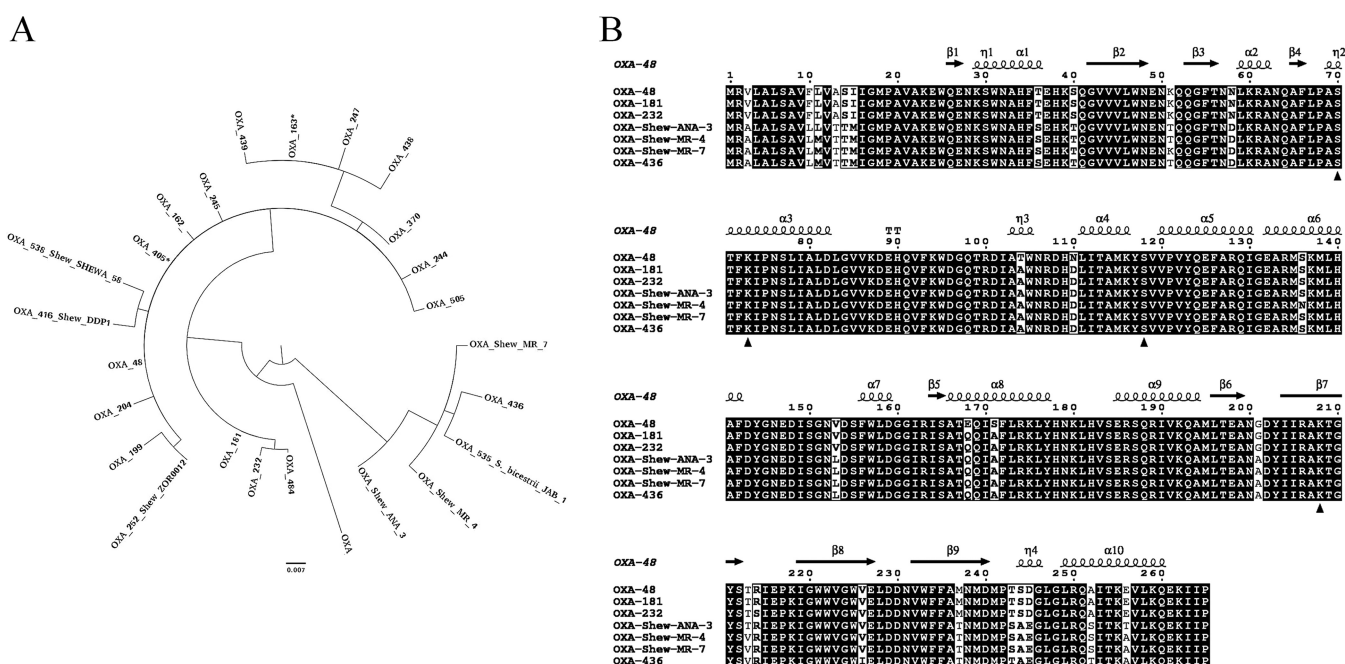 A
OXA_439
OXA_163*
OXA_247
OXA_438
OXA_370
OXA_244
OXA_505
OXA_245
OXA_162
OXA_405*
OXA_538_Shew_SHEWA_58
OXA_416_Shew_DDP1
OXA_48
OXA_204
OXA_199
OXA_252_Shew_ZOR0012
OXA_181
OXA_232
OXA_484
OXA
OXA_Shew_ANA_3
OXA_Shew_MR_4
OXA_535_S._bicestrii_JAB_1
OXA_436
OXA_Shew_MR_7
0.007
B
OXA-48 β1 η1 α1 β2 β3 α2 β4 η2
1 10 20 30 40 50 60 70
OXA-48 MRVLALSAVFLVASIIGMPAVAKEWQENKSWNAHFTEHKSQGVVVLWNENKQQGFTNNLKRANQAFLPAS
OXA-181 MRVLALSAVFLVASIIGMPAVAKEWQENKSWNAHFTEHKSQGVVVLWNENKQQGFTNNLKRANQAFLPAS
OXA-232 MRVLALSAVFLVASIIGMPAVAKEWQENKSWNAHFTEHKSQGVVVLWNENKQQGFTNNLKRANQAFLPAS
OXA-Shew-ANA-3 MRALALSAVLLVTTMIGMPAVAKEWQENKSWNAHFSEHKTQGVVVLWNENTQQGFTNDLKRANQAFLPAS
OXA-Shew-MR-4 MRALALSAVLMVTTMIGMPAVAKEWQENKSWNAHFSEHKTQGVVVLWNENTQQGFTNDLKRANQAFLPAS
OXA-Shew-MR-7 MRALALSAVFMVTTMIGMPAVAKEWQENKSWNAHFSEHKTQGVVVLWNENTQQGFTNDLKRANQAFLPAS
OXA-436 MRALALSAVFMVTTMIGMPAVAKEWQENKSWNAHFSEHKTQGVVVLWNENTQQGFTNDLKRANQAFLPAS
OXA-48 α3 TT η3 α4 α5 α6
80 90 100 110 120 130 140
OXA-48 TFKIPNSLIALDLGVVKDEHQVFKWDGQTRDIATWNRDHNLITAMKYSVVPVYQEFARQIGEARMSKMLH
OXA-181 TFKIPNSLIALDLGVVKDEHQVFKWDGQTRDIAAWNRDHDLITAMKYSVVPVYQEFARQIGEARMSKMLH
OXA-232 TFKIPNSLIALDLGVVKDEHQVFKWDGQTRDIAAWNRDHDLITAMKYSVVPVYQEFARQIGEARMSKMLH
OXA-Shew-ANA-3 TFKIPNSLIALDLGVVKDEHQVFKWDGQTRDIAAWNRDHDLITAMKYSVVPVYQEFARQIGEARMSKMLH
OXA-Shew-MR-4 TFKIPNSLIALDLGVVKDEHQVFKWDGQTRDIAAWNRDHDLITAMKYSVVPVYQEFARQIGEARMNKMLH
OXA-Shew-MR-7 TFKIPNSLIALDLGVVKDEHQVFKWDGQTRDIAAWNRDHDLITAMKYSVVPVYQEFARQIGEARMSKMLH
OXA-436 TFKIPNSLIALDLGVVKDEHQVFKWDGQTRDIAAWNRDHDLITAMKYSVVPVYQEFARQIGEARMSKMLH
OXA-48 α7 β5 α8 α9 β6 β7
150 160 170 180 190 200 210
OXA-48 AFDYGNEDISGNVDSFWLDGGIRISATEQISFLRKLYHNKLHVSERSQRIVKQAMLTEANGDYIIRAKTG
OXA-181 AFDYGNEDISGNVDSFWLDGGIRISATQQIAFLRKLYHNKLHVSERSQRIVKQAMLTEANGDYIIRAKTG
OXA-232 AFDYGNEDISGNVDSFWLDGGIRISATQQIAFLRKLYHNKLHVSERSQRIVKQAMLTEANGDYIIRAKTG
OXA-Shew-ANA-3 AFDYGNEDISGNLDSFWLDGGIRISATQQIAFLRKLYHNKLHVSERSQRIVKQAMLTEANADYIIRAKTG
OXA-Shew-MR-4 AFDYGNEDISGNLDSFWLDGGIRISATQQIAFLRKLYHNKLHVSERSQRIVKQAMLTEANGDYIIRAKTG
OXA-Shew-MR-7 AFDYGNEDISGNLDSFWLDGGIRISATQQIAFLRKLYHNKLHVSERSQRIVKQAMLTEANADYIIRAKTG
OXA-436 AFDYGNEDISGNLDSFWLDGGIRISATQQIAFLRKLYHNKLHVSERSQRIVKQAMLTEANADYIIRAKTG
OXA-48 β8 β9 η4 α10
220 230 240 250 260
OXA-48 YSTRIEPKIGWWVGWVELDDNVWFFAMNMDMPTSDGLGLRQAITKEVLKQEKIIP
OXA-181 YSTRIEPKIGWWVGWVELDDNVWFFAMNMDMPTSDGLGLRQAITKEVLKQEKIIP
OXA-232 YSTSIEPKIGWWVGWVELDDNVWFFAMNMDMPTSDGLGLRQAITKEVLKQEKIIP
OXA-Shew-ANA-3 YSTRIEPKIGWWVGWVELDDNVWFFATNMDMPSAEGLGLRQSITKTVLKQEKIIP
OXA-Shew-MR-4 YSVRIEPKIGWWVGWVELDDNVWFFATNMDMPSAEGLGLRQAITKAVLKQEKIIP
OXA-Shew-MR-7 YSVRIEPKIGWWVGWVELDDNVWFFATNMDMPSAEGLGLRQSITKAVLKQEKIIP
OXA-436 YSVRIEPKIGWWVGWIELDDNVWFFATNMDMPSAEGLGLRQTITKAVLKQEKIIP